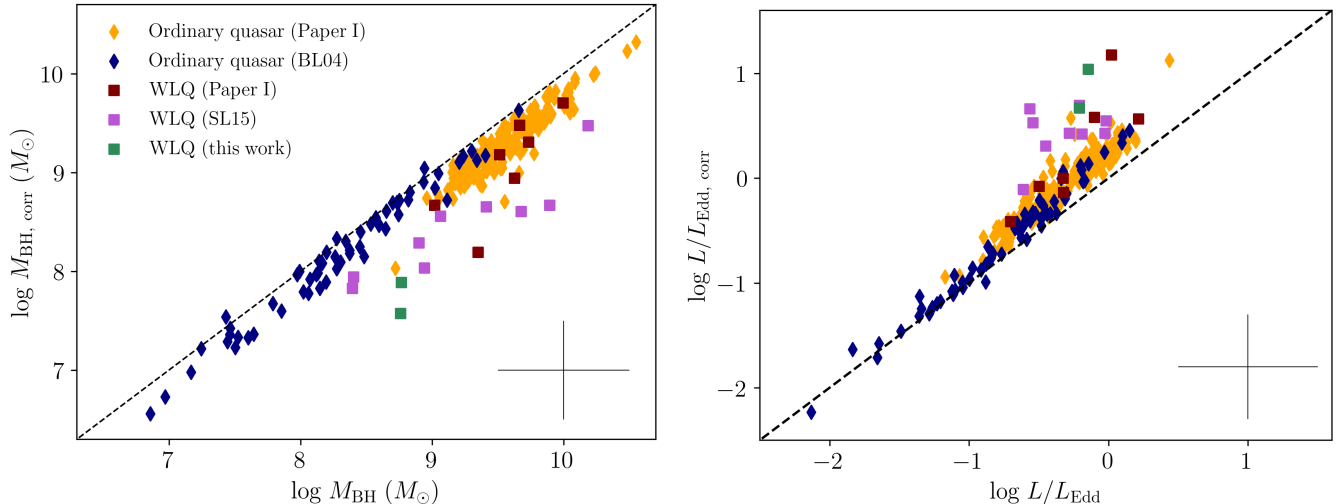 Ordinary quasar (Paper I)
Ordinary quasar (BL04)
WLQ (Paper I)
WLQ (SL15)
WLQ (this work)
10
9
8
7
log M_BH, corr (M_⊙)
7 8 9 10
log M_BH (M_⊙)
1
0
−1
−2
log L/L_Edd, corr
−2 −1 0 1
log L/L_Edd